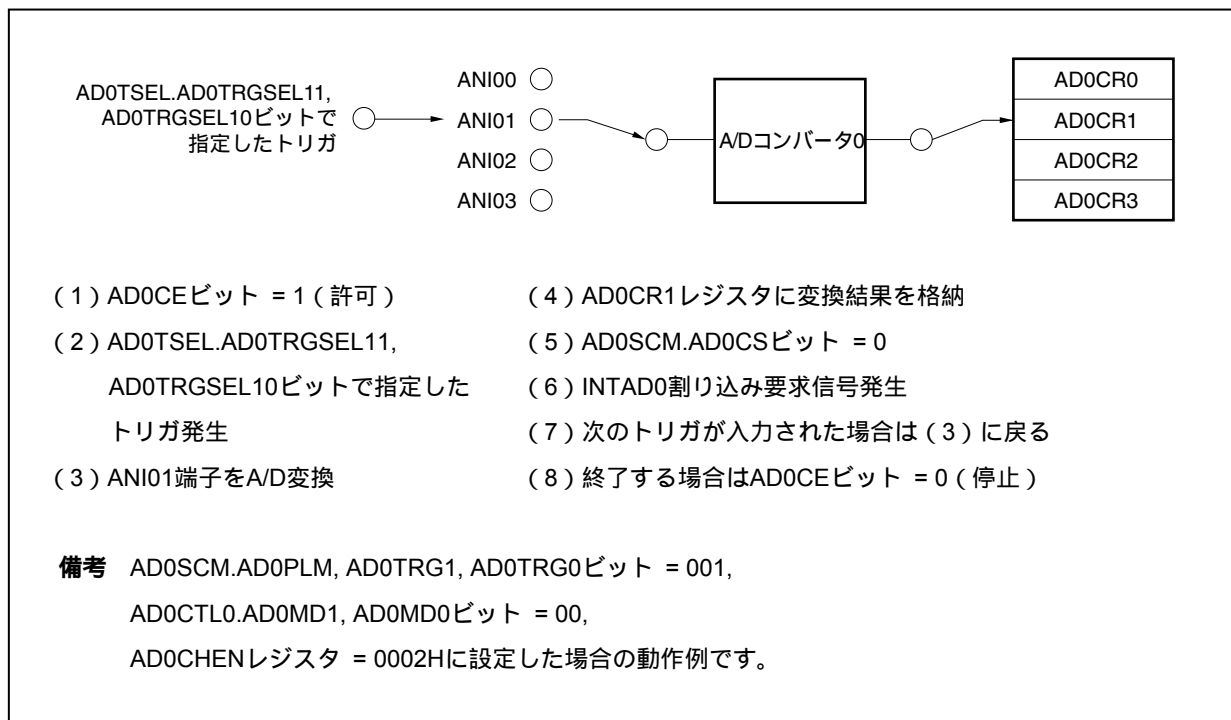 AD0TSEL.AD0TRGSEL11,
AD0TRGSEL10ビットで
指定したトリガ
ANI00
ANI01
ANI02
ANI03
A/Dコンバータ0
AD0CR0
AD0CR1
AD0CR2
AD0CR3
(1)AD0CEビット = 1(許可)
(2)AD0TSEL.AD0TRGSEL11,
AD0TRGSEL10ビットで指定した
トリガ発生
(3)ANI01端子をA/D変換
(4)AD0CR1レジスタに変換結果を格納
(5)AD0SCM.AD0CSビット = 0
(6)INTAD0割り込み要求信号発生
(7)次のトリガが入力された場合は(3)に戻る
(8)終了する場合はAD0CEビット = 0(停止)
備考 AD0SCM.AD0PLM, AD0TRG1, AD0TRG0ビット = 001,
AD0CTL0.AD0MD1, AD0MD0ビット = 00,
AD0CHENレジスタ = 0002Hに設定した場合の動作例です。